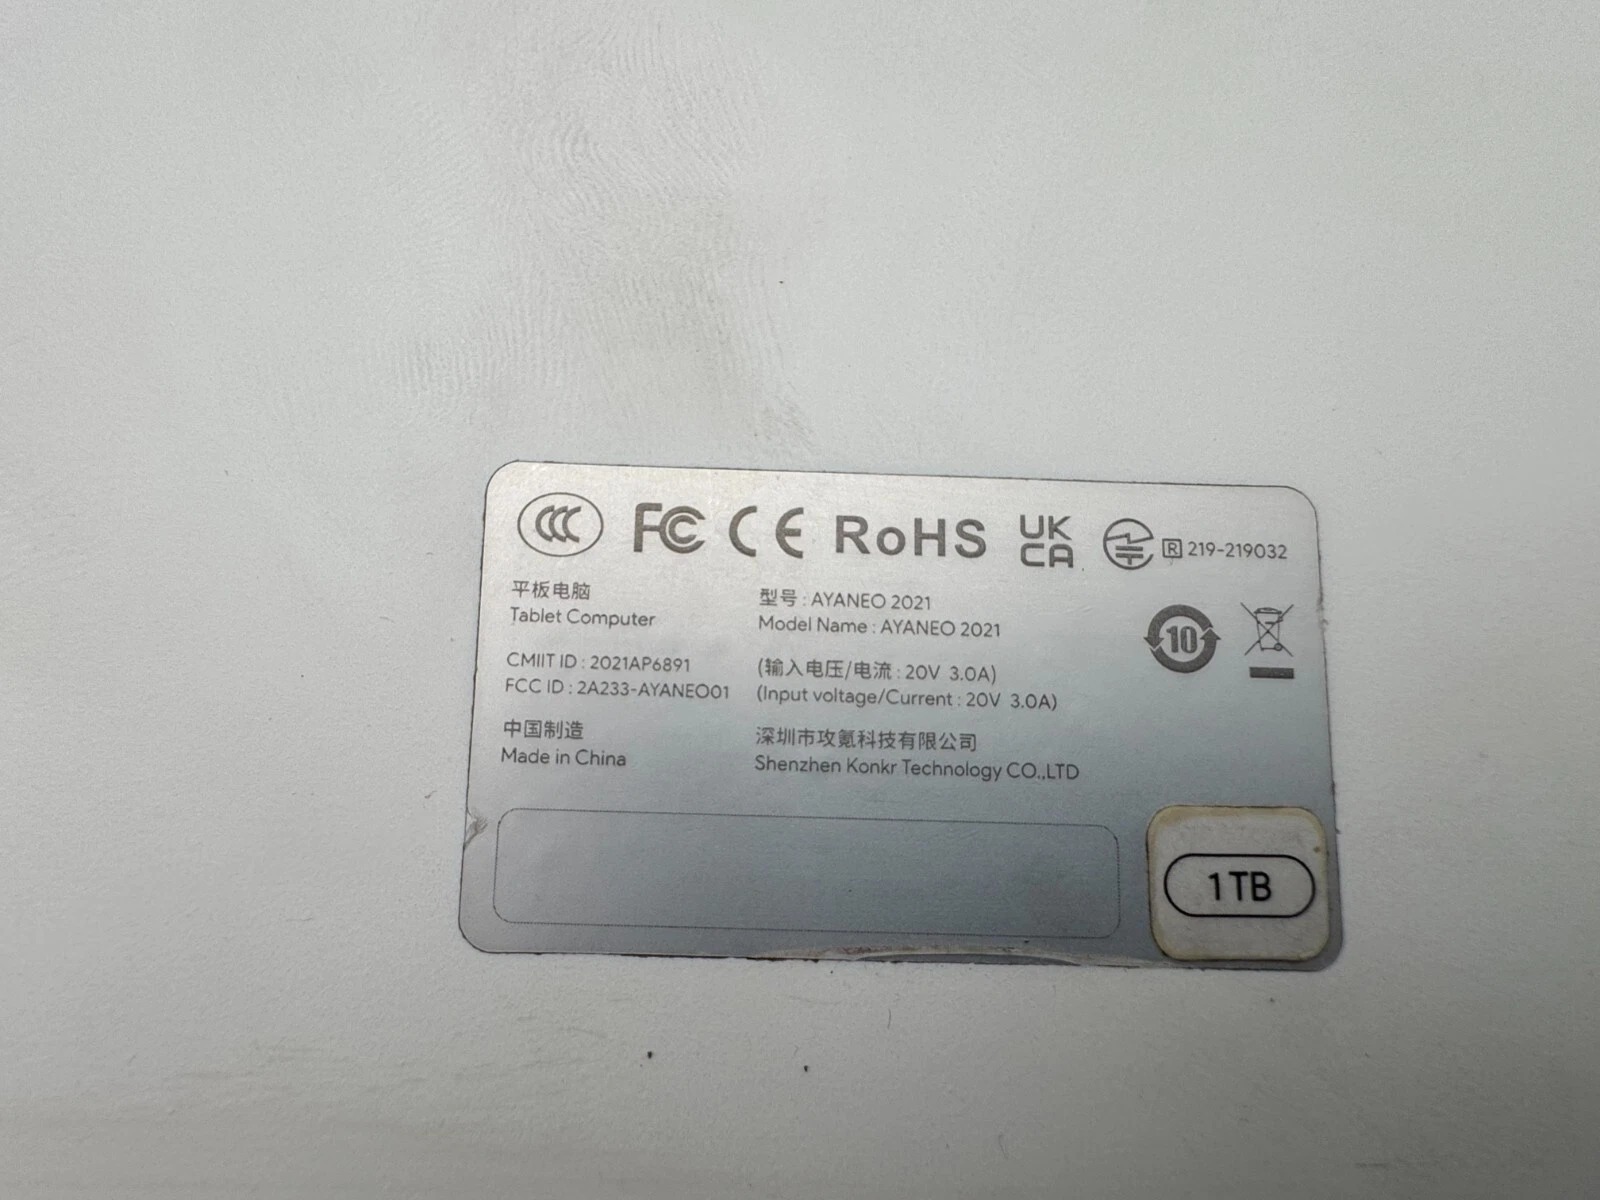 CCC FC CE RoHS UK CA R 219-219032
平板电脑
Tablet Computer
型号 : AYANEO 2021
Model Name : AYANEO 2021
10
CMIIT ID : 2021AP6891
FCC ID : 2A233-AYANEO01
(输入电压/电流 : 20V 3.0A)
(Input voltage/Current : 20V 3.0A)
中国制造
Made in China
深圳市攻氪科技有限公司
Shenzhen Konkr Technology CO.,LTD
1 TB